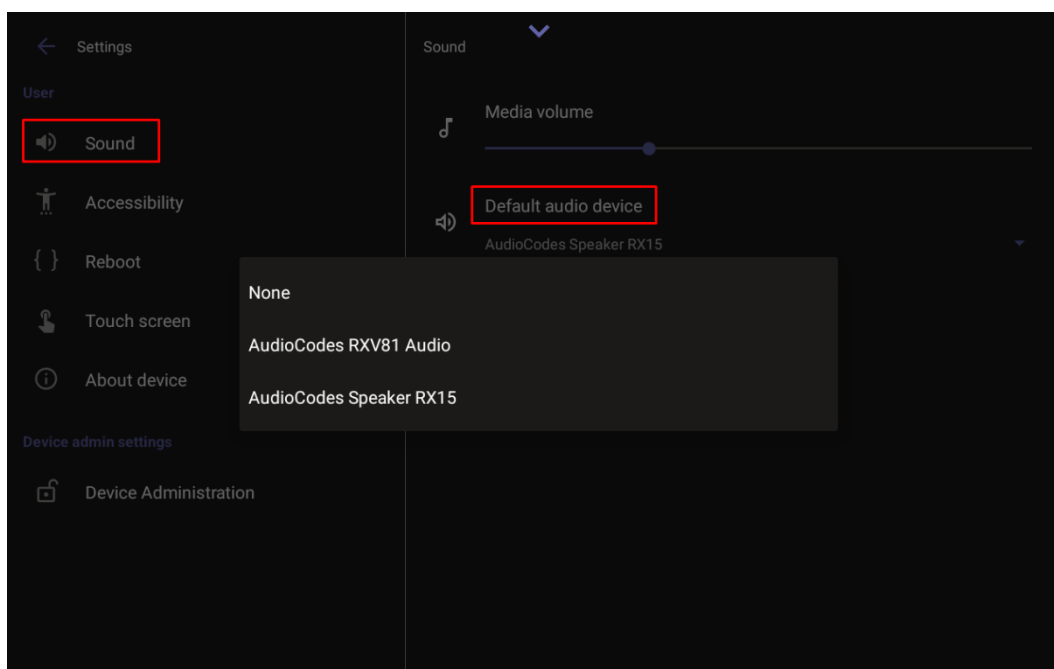 Settings
User
Sound
Accessibility
Reboot
Touch screen
About device
Device admin settings
Device Administration
Sound
Media volume
Default audio device
AudioCodes Speaker RX15
None
AudioCodes RXV81 Audio
AudioCodes Speaker RX15